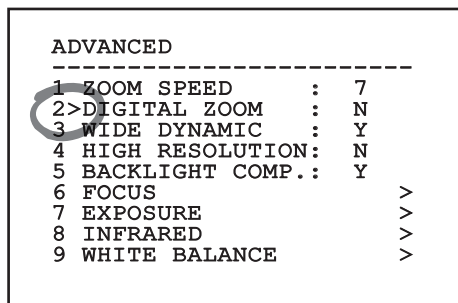 ADVANCED
------------------------
1 ZOOM SPEED : 7
2>DIGITAL ZOOM : N
3 WIDE DYNAMIC : Y
4 HIGH RESOLUTION: N
5 BACKLIGHT COMP.: Y
6 FOCUS >
7 EXPOSURE >
8 INFRARED >
9 WHITE BALANCE >